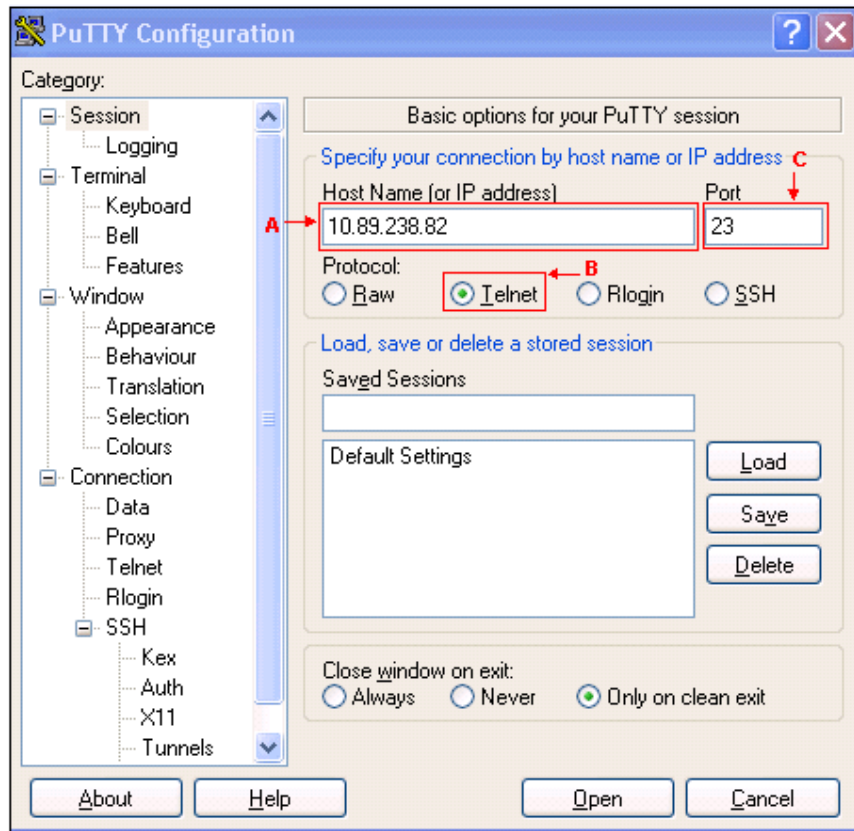 PuTTY Configuration
Category:
Session
Logging
Terminal
Keyboard
Bell
Features
Window
Appearance
Behaviour
Translation
Selection
Colours
Connection
Data
Proxy
Telnet
Rlogin
SSH
Kex
Auth
X11
Tunnels
Basic options for your PuTTY session
Specify your connection by host name or IP address
C
Host Name (or IP address) Port
A
10.89.238.82 23
Protocol:
B
Raw Telnet Rlogin SSH
Load, save or delete a stored session
Saved Sessions
Default Settings
Load
Save
Delete
Close window on exit:
Always Never Only on clean exit
About Help Open Cancel